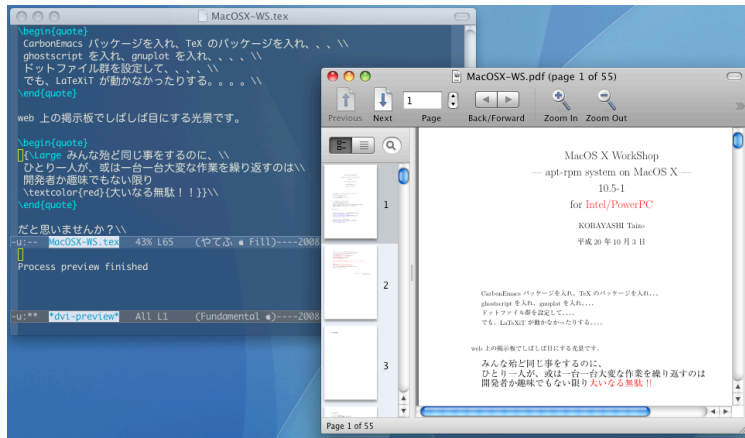 MacOSX-WS.tex
\begin{quote}
CarbonEmacs パッケージを入れ、TeX のパッケージを入れ、、、\\
ghostscript を入れ、gnuplot を入れ、、、、\\
ドットファイル群を設定して、、、、\\
でも、LaTeXiT が動かなかったりする。。。。\\
\end{quote}
web 上の掲示板でしばしば目にする光景です。
\begin{quote}
{\Large みんな殆ど同じ事をするのに、\\
ひとり一人が、或は一台一台大変な作業を繰り返すのは\\
開発者か趣味でもない限り
\textcolor{red}{大いなる無駄！！}}\\
\end{quote}
だと思いませんか？\\
-u:-- MacOSX-WS.tex 43% L65 (やてふ Fill)----2008
Process preview finished
-u:** *dvi-preview* All L1 (Fundamental)----2008
MacOSX-WS.pdf (page 1 of 55)
1
Previous Next Page Back/Forward Zoom In Zoom Out
1
2
3
MacOS X WorkShop
— apt-rpm system on MacOS X —
10.5-1
for Intel/PowerPC
KOBAYASHI Taizo
平成 20 年 10 月 3 日
CarbonEmacs パッケージを入れ、TeX のパッケージを入れ、、、
ghostscript を入れ、gnuplot を入れ、、、、
ドットファイル群を設定して、、、、
でも、LaTeXiT が動かなかったりする。。。。
web 上の掲示板でしばしば目にする光景です。
みんな殆ど同じ事をするのに、
ひとり一人が、或は一台一台大変な作業を繰り返すのは
開発者か趣味でもない限り大いなる無駄 !!
Page 1 of 55